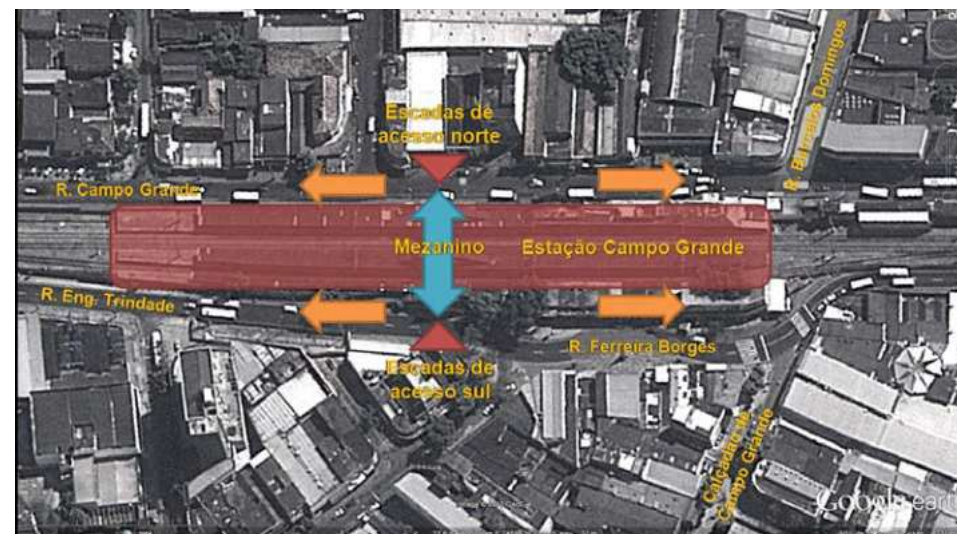 Escadas de
acesso norte
R. Barcelos Domingos
R. Campo Grande
Mezanino
Estação Campo Grande
R. Eng. Trindade
R. Ferreira Borges
Escadas de
acesso sul
Calçadão de
Campo Grande
Google earth